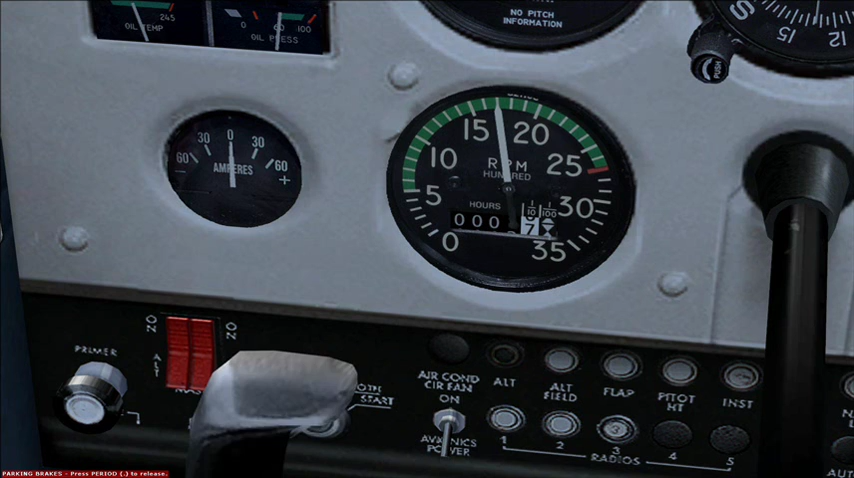 245
OIL TEMP
0 60 100
OIL PRESS
NO PITCH
INFORMATION
S
15
12
PUSH
60 30 0 30 60
AMPERES
- +
0 5 10 15 20 25 30 35
RPM
HUNDRED
HOURS
1/10 1/100
000 7
PRIMER
ON
ON
ALT
START
AIR COND
CIR FAN
ON
AVIONICS
POWER
ALT
ALT
FIELD
FLAP
PITOT
HT
INST
1 2 3 4 5
RADIOS
PARKING BRAKES - Press PERIOD (.) to release.